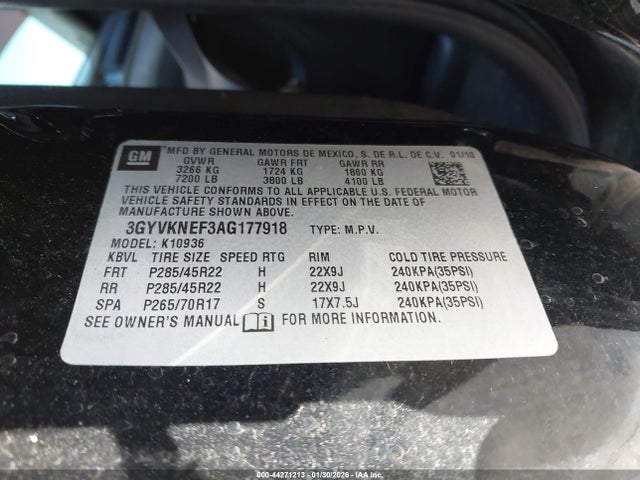 GM
MFD BY GENERAL MOTORS DE MEXICO, S. DE R.L. DE C.V. 01/10
GVWR GAWR FRT GAWR RR
3266 KG 1724 KG 1860 KG
7200 LB 3800 LB 4100 LB
THIS VEHICLE CONFORMS TO ALL APPLICABLE U.S. FEDERAL MOTOR
VEHICLE SAFETY STANDARDS IN EFFECT ON THE DATE OF
MANUFACTURE SHOWN ABOVE.
3GYVKNEF3AG177918 TYPE: M.P.V.
MODEL: K10936
KBVL TIRE SIZE SPEED RTG RIM COLD TIRE PRESSURE
FRT P285/45R22 H 22X9J 240KPA(35PSI)
RR P285/45R22 H 22X9J 240KPA(35PSI)
SPA P265/70R17 S 17X7.5J 240KPA(35PSI)
SEE OWNER'S MANUAL FOR MORE INFORMATION.
000-44271213 - 01/30/2026 - Copyright IAA, LLC